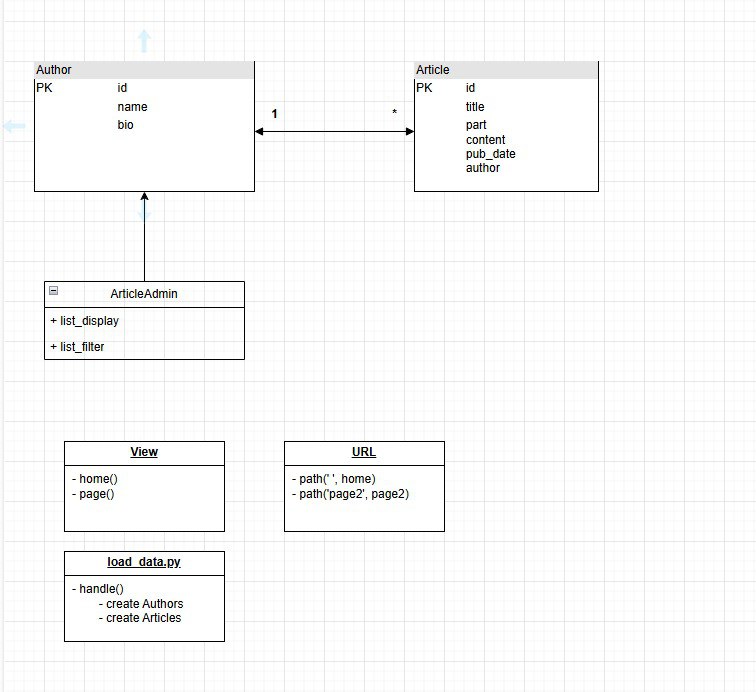 Author
PK id
name
bio
1 *
Article
PK id
title
part
content
pub_date
author
ArticleAdmin
+ list_display
+ list_filter
View
- home()
- page()
URL
- path(' ', home)
- path('page2', page2)
load_data.py
- handle()
- create Authors
- create Articles